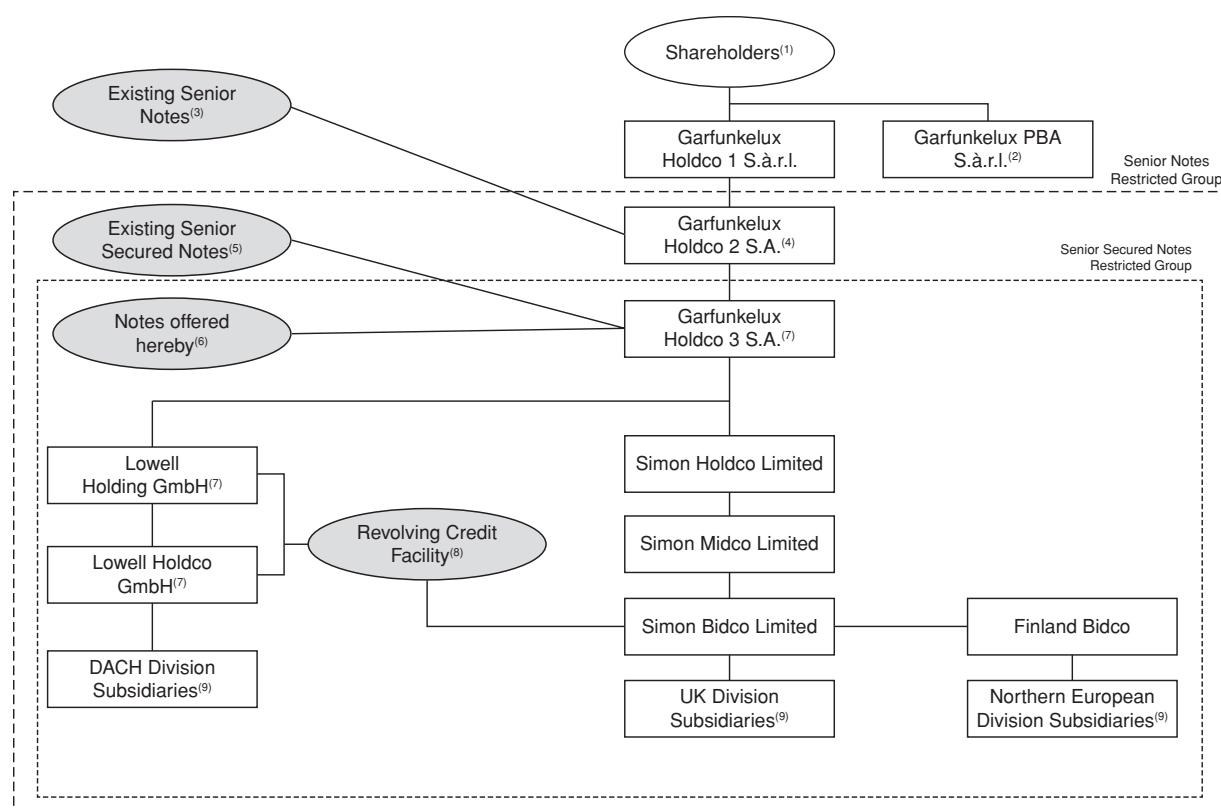 Shareholders(1)
Existing Senior
Notes(3)
Garfunkelux
Holdco 1 S.à.r.l.
Garfunkelux PBA
S.à.r.l.(2)
Senior Notes
Restricted Group
Existing Senior
Secured Notes(5)
Garfunkelux
Holdco 2 S.A.(4)
Senior Secured Notes
Restricted Group
Notes offered
hereby(6)
Garfunkelux
Holdco 3 S.A.(7)
Lowell
Holding GmbH(7)
Simon Holdco Limited
Revolving Credit
Facility(8)
Simon Midco Limited
Lowell Holdco
GmbH(7)
Simon Bidco Limited
Finland Bidco
DACH Division
Subsidiaries(9)
UK Division
Subsidiaries(9)
Northern European
Division Subsidiaries(9)